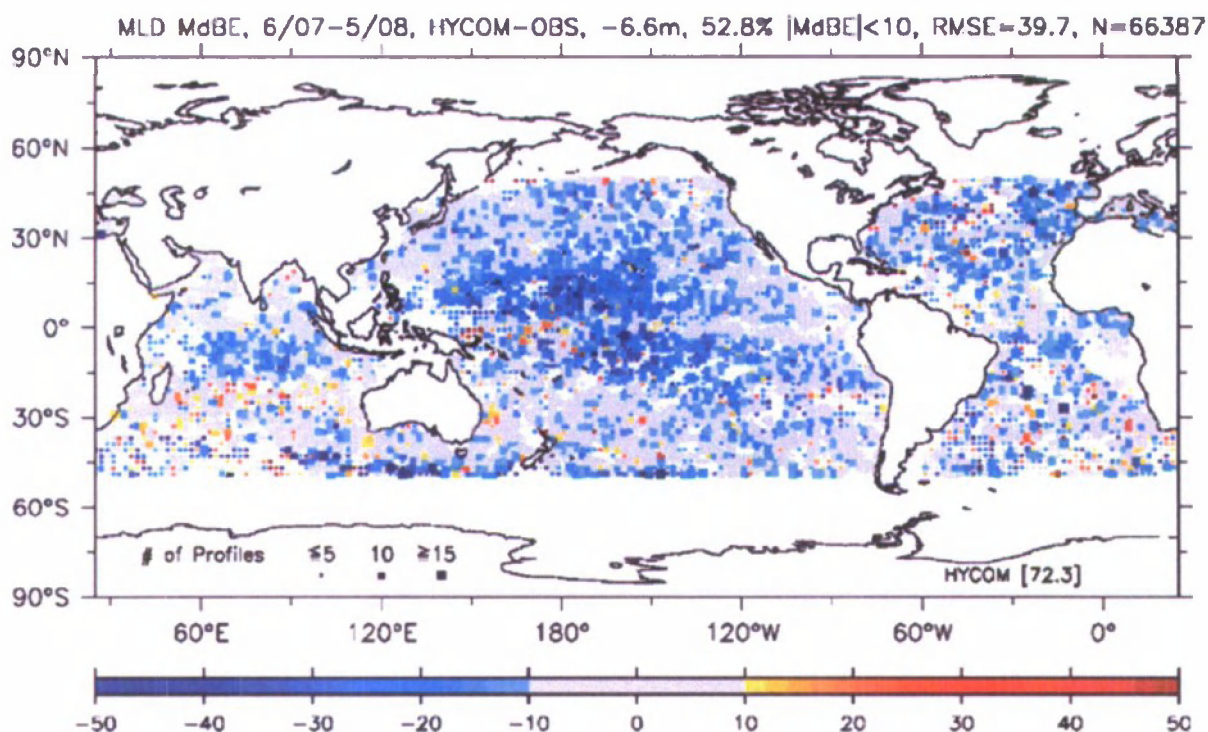 MLD MdBE, 6/07-5/08, HYCOM-OBS, -6.6m, 52.8% |MdBE|<10, RMSE=39.7, N=66387
90°N
60°N
30°N
0°
30°S
60°S
90°S
# of Profiles ≤5 10 ≥15
HYCOM [72.3]
60°E 120°E 180° 120°W 60°W 0°
-50 -40 -30 -20 -10 0 10 20 30 40 50